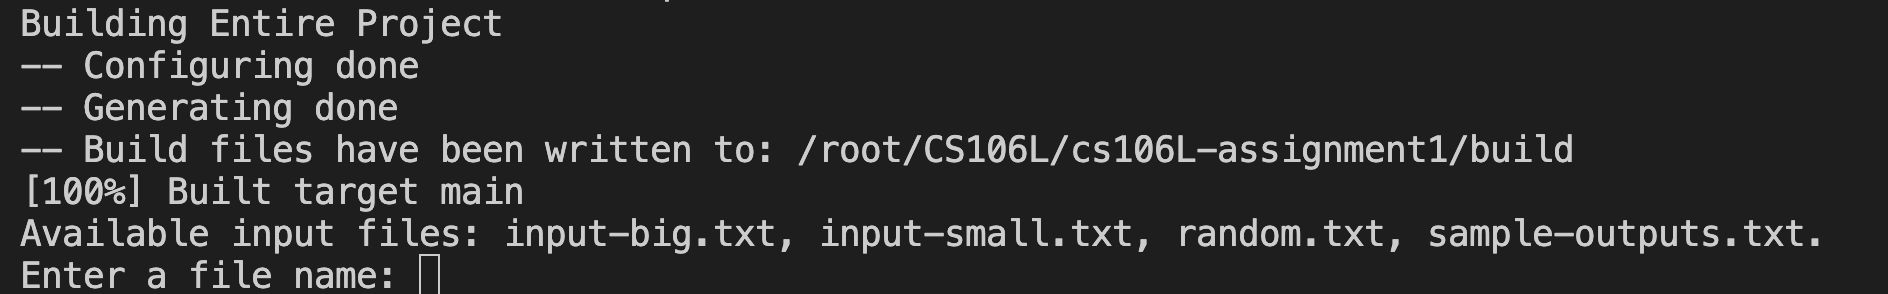 Building Entire Project
-- Configuring done
-- Generating done
-- Build files have been written to: /root/CS106L/cs106L-assignment1/build
[100%] Built target main
Available input files: input-big.txt, input-small.txt, random.txt, sample-outputs.txt.
Enter a file name: